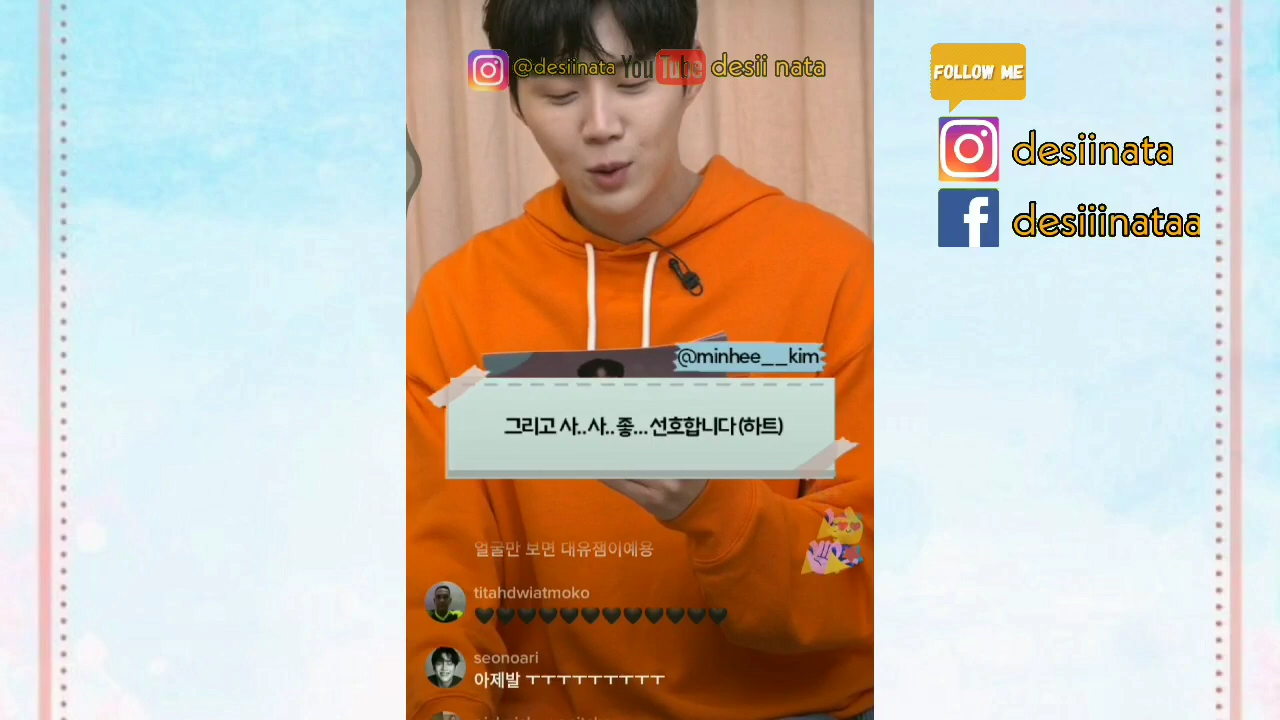 @desiinata YouTube desii nata
FOLLOW ME
desiinata
desiiinataa
@minhee__kim
그리고 사..사..좋...선호합니다(하트)
얼굴만 보면 대유잼이예용
titahdwiatmoko
seonoari
아제발 ㅜㅜㅜㅜㅜㅜㅜㅜㅜ